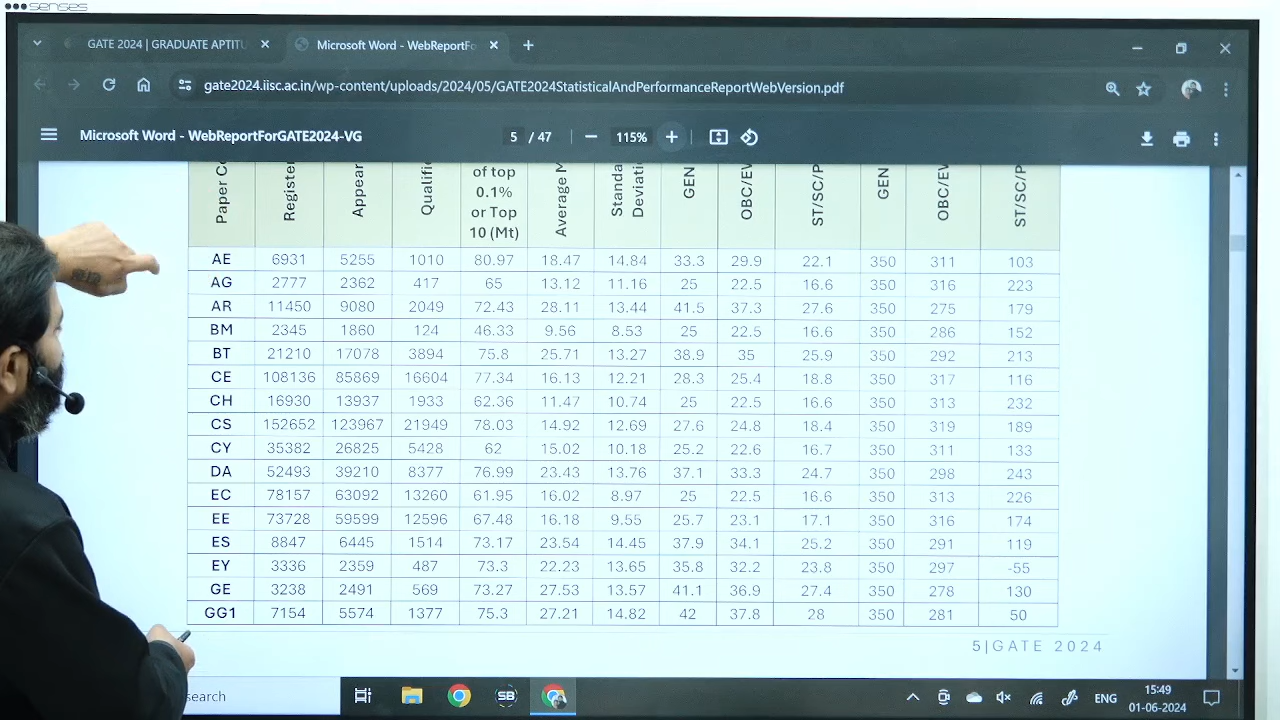 senses
GATE 2024 | GRADUATE APTITU
Microsoft Word - WebReportFo
gate2024.iisc.ac.in/wp-content/uploads/2024/05/GATE2024StatisticalAndPerformanceReportWebVersion.pdf
Microsoft Word - WebReportForGATE2024-VG 5 / 47 115%
Paper Co Register Appear Qualifi of top 0.1% or Top 10 (Mt) Average M Standa Deviati GEN OBC/EV ST/SC/P GEN OBC/EV ST/SC/P
AE 6931 5255 1010 80.97 18.47 14.84 33.3 29.9 22.1 350 311 103
AG 2777 2362 417 65 13.12 11.16 25 22.5 16.6 350 316 223
AR 11450 9080 2049 72.43 28.11 13.44 41.5 37.3 27.6 350 275 179
BM 2345 1860 124 46.33 9.56 8.53 25 22.5 16.6 350 286 152
BT 21210 17078 3894 75.8 25.71 13.27 38.9 35 25.9 350 292 213
CE 108136 85869 16604 77.34 16.13 12.21 28.3 25.4 18.8 350 317 116
CH 16930 13937 1933 62.36 11.47 10.74 25 22.5 16.6 350 313 232
CS 152652 123967 21949 78.03 14.92 12.69 27.6 24.8 18.4 350 319 189
CY 35382 26825 5428 62 15.02 10.18 25.2 22.6 16.7 350 311 133
DA 52493 39210 8377 76.99 23.43 13.76 37.1 33.3 24.7 350 298 243
EC 78157 63092 13260 61.95 16.02 8.97 25 22.5 16.6 350 313 226
EE 73728 59599 12596 67.48 16.18 9.55 25.7 23.1 17.1 350 316 174
ES 8847 6445 1514 73.17 23.54 14.45 37.9 34.1 25.2 350 291 119
EY 3336 2359 487 73.3 22.23 13.65 35.8 32.2 23.8 350 297 -55
GE 3238 2491 569 73.27 27.53 13.57 41.1 36.9 27.4 350 278 130
GG1 7154 5574 1377 75.3 27.21 14.82 42 37.8 28 350 281 50
5|GATE 2024
search SB ENG 15:49
01-06-2024